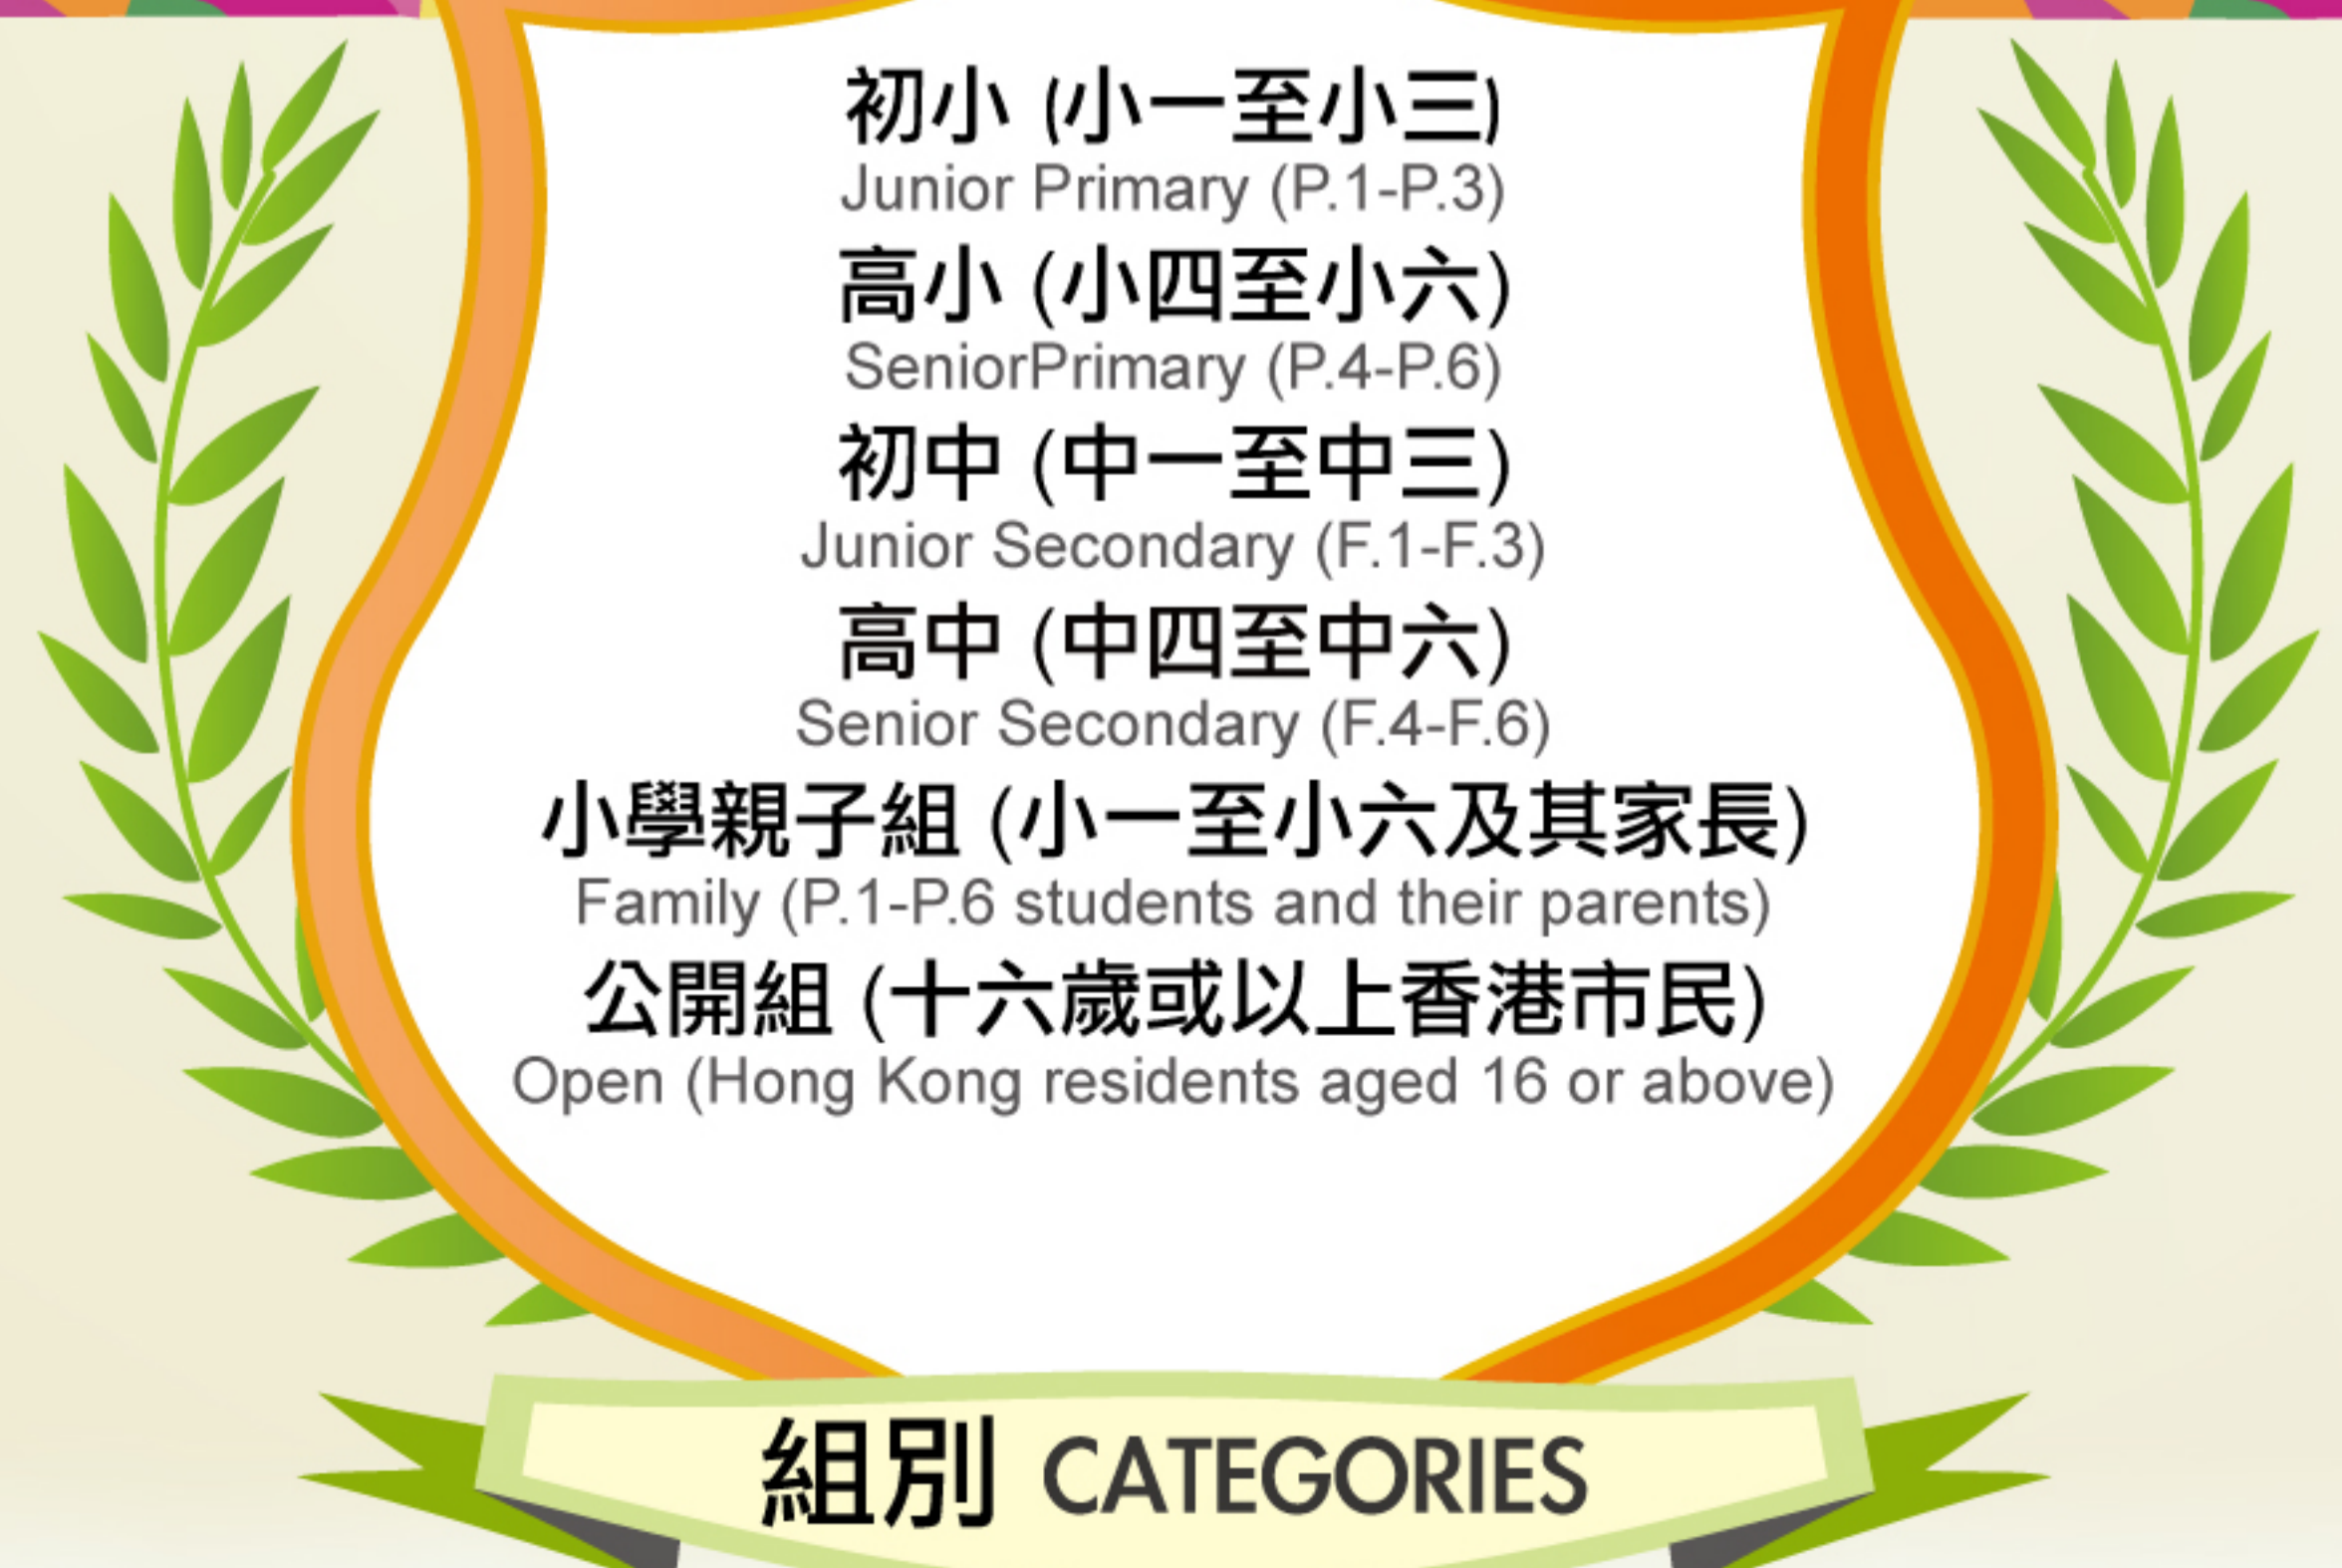 初小 (小一至小三)
Junior Primary (P.1-P.3)
高小 (小四至小六)
SeniorPrimary (P.4-P.6)
初中 (中一至中三)
Junior Secondary (F.1-F.3)
高中 (中四至中六)
Senior Secondary (F.4-F.6)
小學親子組 (小一至小六及其家長)
Family (P.1-P.6 students and their parents)
公開組 (十六歲或以上香港市民)
Open (Hong Kong residents aged 16 or above)
組別 CATEGORIES